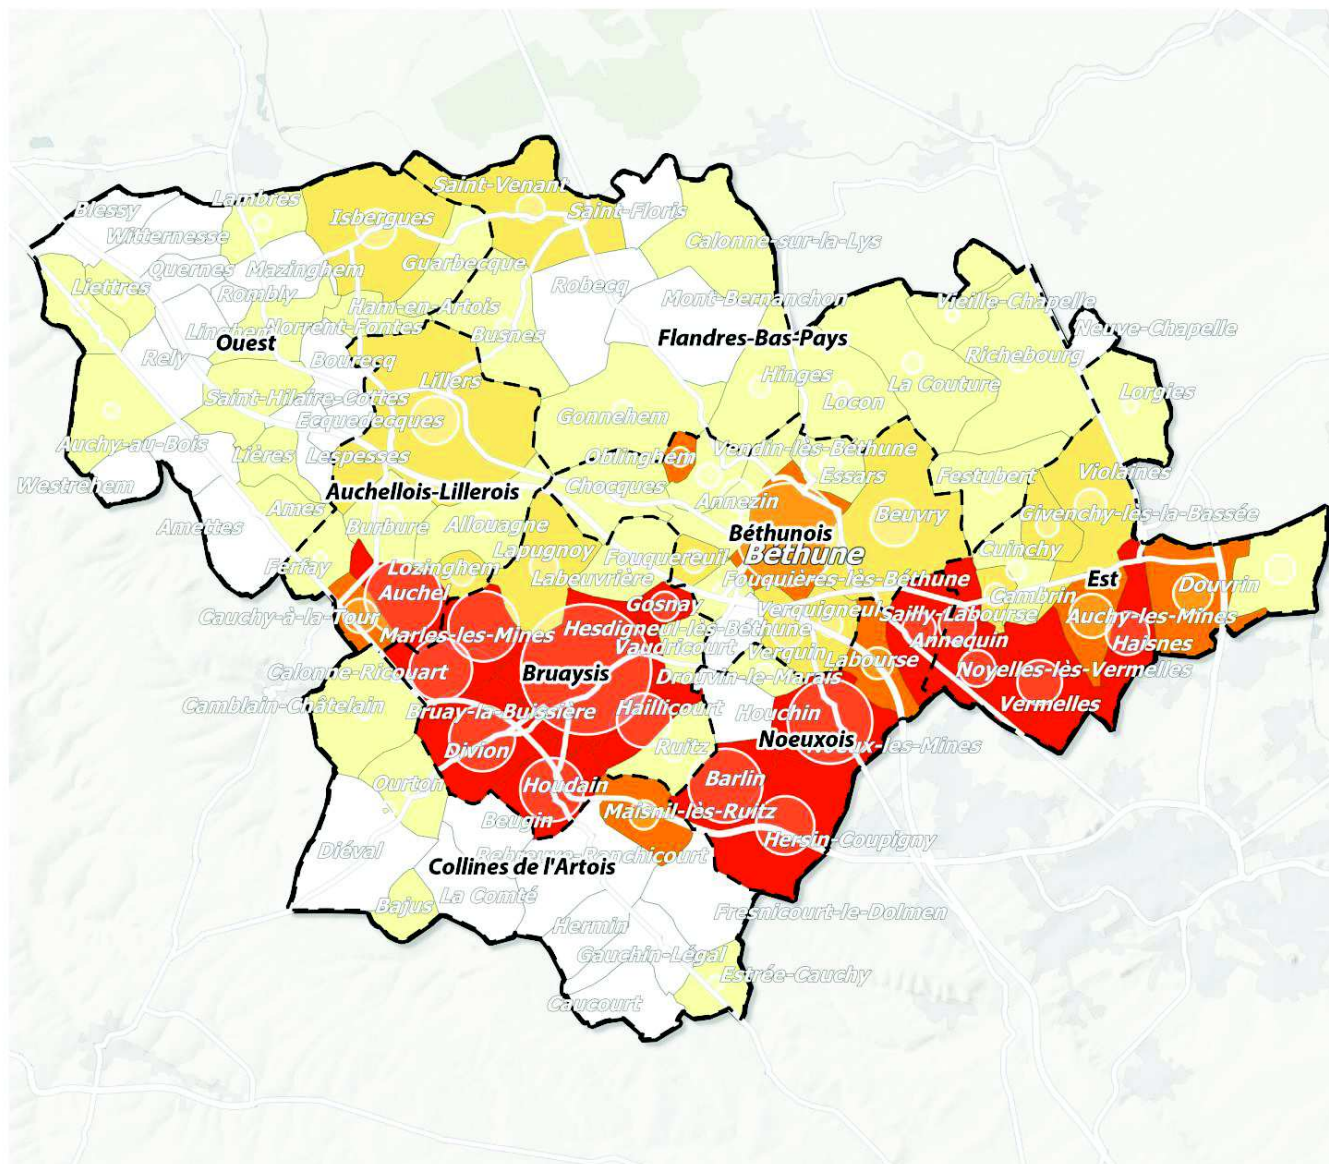 Saint-Venant
Lambres
Blessy
Isbergues
Saint-Floris
Witternesse
Calonne-sur-la-Lys
Guarbecque
Quernes
Mazinghem
Liettres
Robecq
Rombly
Mont-Bernanchon
Vieille-Chapelle
Ham-en-Artois
Linghem
Norrent-Fontes
Neuve-Chapelle
Busnes
Ouest
Flandres-Bas-Pays
Rely
Bourecq
Richebourg
Hinges
Lillers
La Couture
Lorgies
Saint-Hilaire-Cottes
Locon
Ecquedecques
Gonnehem
Auchy-au-Bois
Lières
Lespesses
Oblinghem
Vendin-lès-Béthune
Violaines
Westrehem
Essars
Festubert
Chocques
Auchellois-Lillerois
Annezin
Ames
Givenchy-lès-la-Bassée
Beuvry
Amettes
Burbure
Allouagne
Béthunois
Lapugnoy
Fouquereuil
Béthune
Cuinchy
Ferfay
Lozinghem
Labeuvrière
Fouquières-lès-Béthune
Est
Douvrin
Auchel
Cambrin
Gosnay
Verquigneul
Sailly-Labourse
Cauchy-à-la-Tour
Auchy-les-Mines
Marles-les-Mines
Hesdigneul-lès-Béthune
Annequin
Haisnes
Vaudricourt
Verquin
Labourse
Calonne-Ricouart
Bruaysis
Drouvin-le-Marais
Noyelles-lès-Vermelles
Camblain-Châtelain
Bruay-la-Buissière
Haillicourt
Houchin
Vermelles
Divion
Ruitz
Noeuxois
Noeux-les-Mines
Ourton
Houdain
Barlin
Maisnil-lès-Ruitz
Beugin
Hersin-Coupigny
Diéval
Rebreuve-Ranchicourt
Collines de l'Artois
La Comté
Bajus
Fresnicourt-le-Dolmen
Hermin
Gauchin-Légal
Estrée-Cauchy
Caucourt